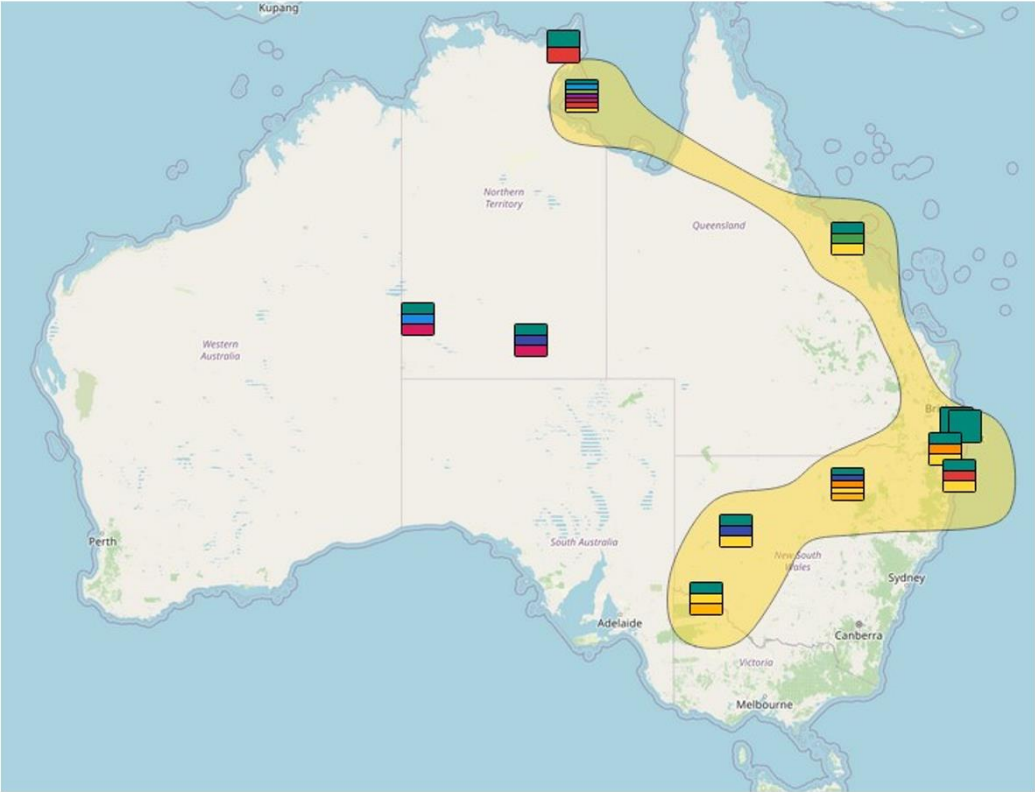 Kupang
Northern
Territory
Queensland
Western
Australia
Perth
South Australia
New South
Wales
Sydney
Adelaide
Canberra
Victoria
Melbourne